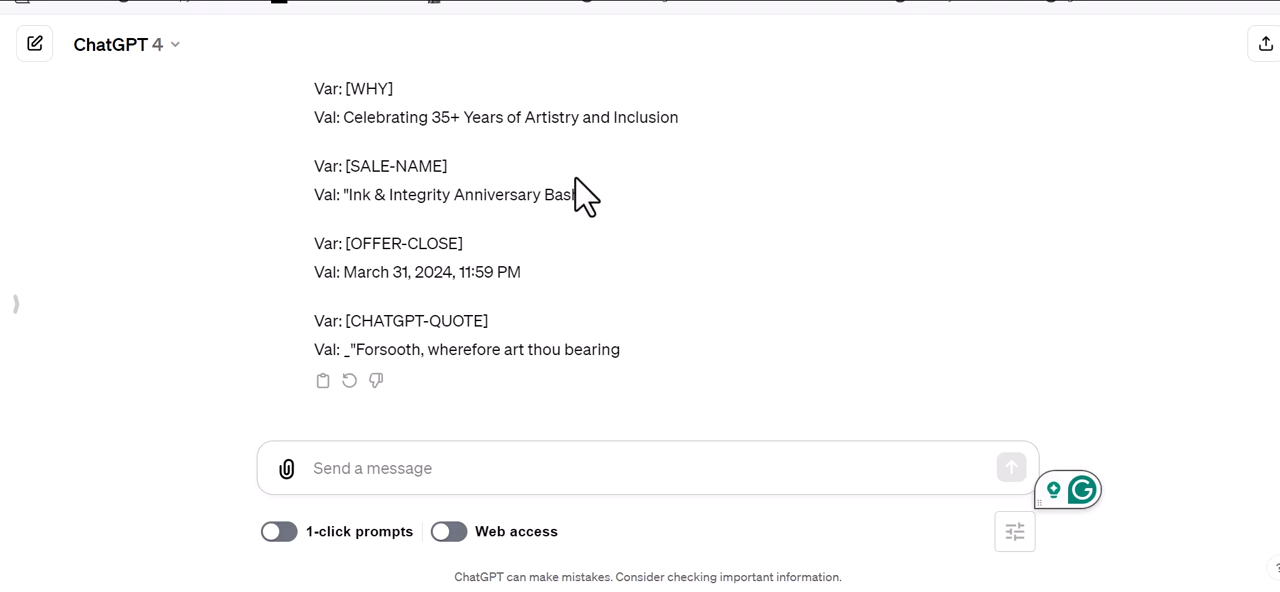 ChatGPT 4
Var: [WHY]
Val: Celebrating 35+ Years of Artistry and Inclusion
Var: [SALE-NAME]
Val: "Ink & Integrity Anniversary Bash
Var: [OFFER-CLOSE]
Val: March 31, 2024, 11:59 PM
Var: [CHATGPT-QUOTE]
Val: _"Forsooth, wherefore art thou bearing
Send a message
1-click prompts
Web access
ChatGPT can make mistakes. Consider checking important information.
?